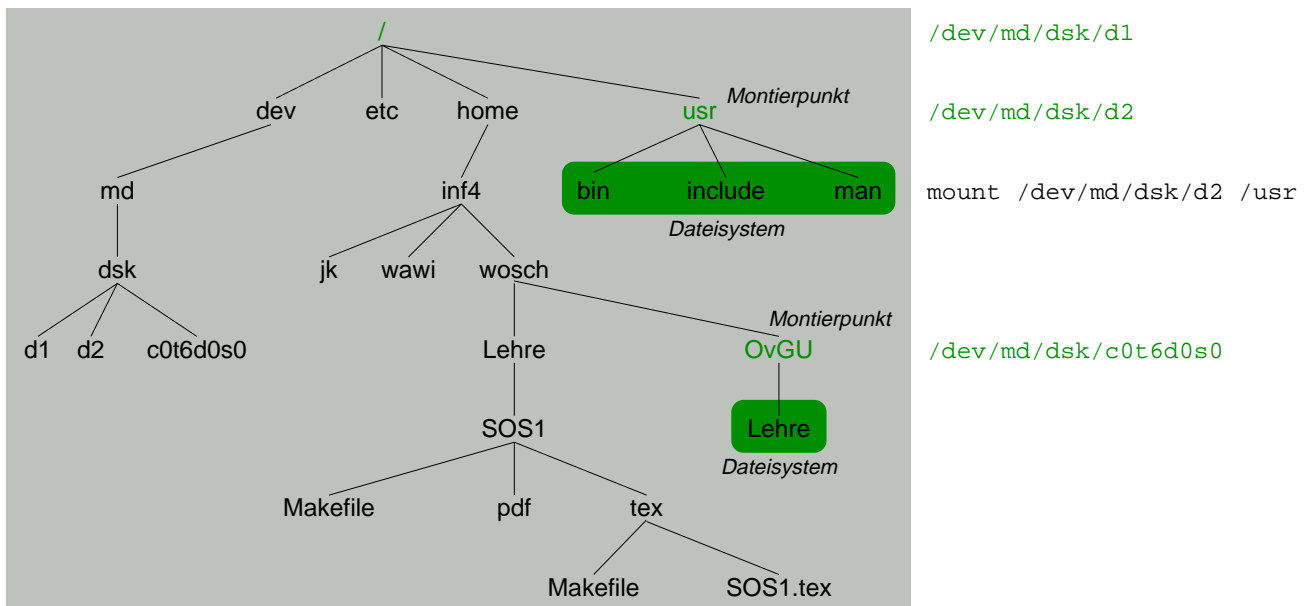 / /dev/md/dsk/d1
Montierpunkt
dev etc home usr /dev/md/dsk/d2
md inf4 bin include man mount /dev/md/dsk/d2 /usr
Dateisystem
dsk jk wawi wosch
Montierpunkt
d1 d2 c0t6d0s0 Lehre OvGU /dev/md/dsk/c0t6d0s0
SOS1 Lehre
Dateisystem
Makefile pdf tex
Makefile SOS1.tex